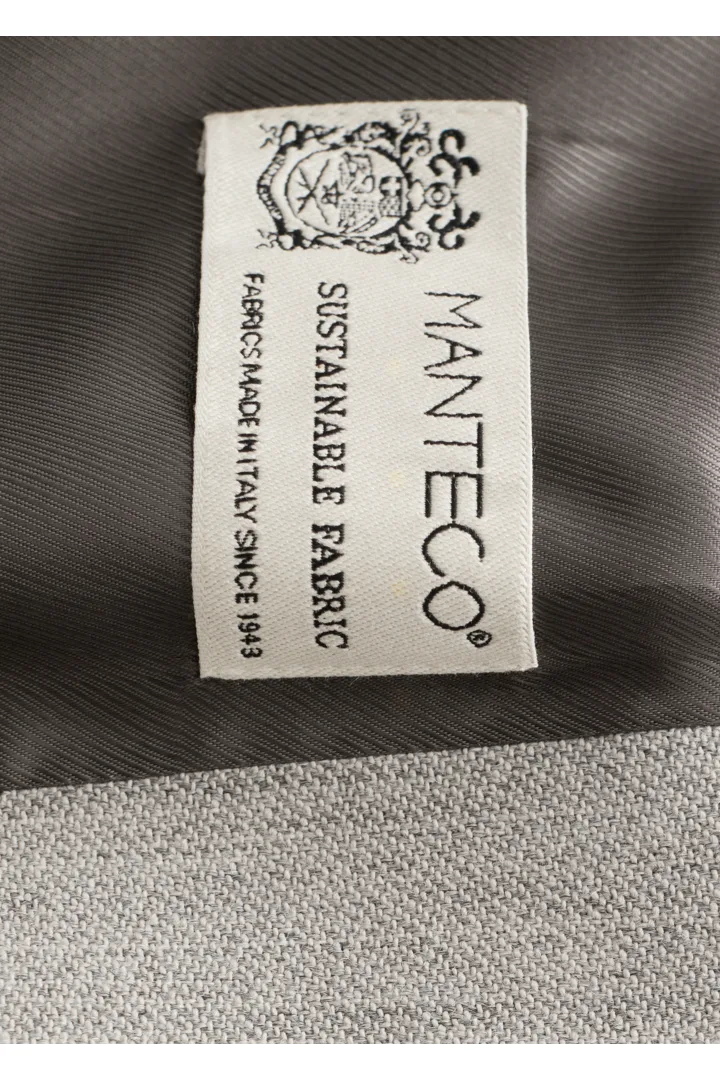 MANTECO®
SUSTAINABLE FABRIC
FABRICS MADE IN ITALY SINCE 1943